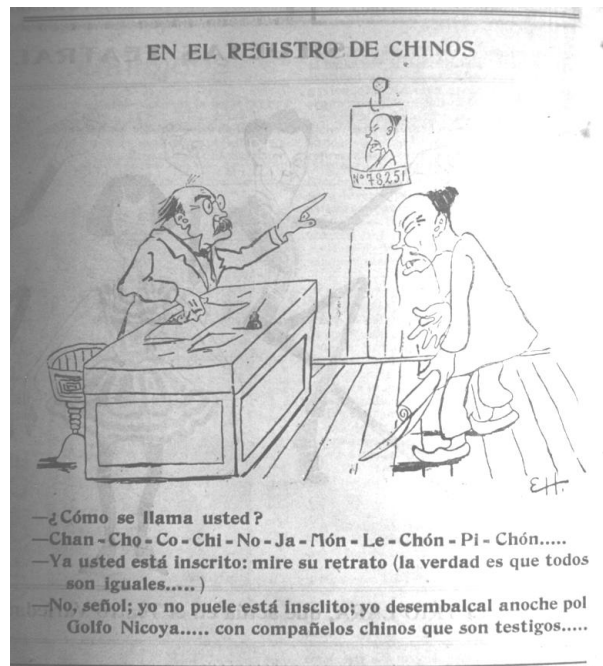 EN EL REGISTRO DE CHINOS
Nº 78251
EH.
—¿Cómo se llama usted?
—Chan-Cho-Co-Chi-No-Ja-Món-Le-Chón-Pi-Chón.....
—Ya usted está inscrito: mire su retrato (la verdad es que todos
son iguales.....)
—No, señol; yo no puele está insclito; yo desembalcal anoche pol
Golfo Nicoya..... con compañelos chinos que son testigos.....